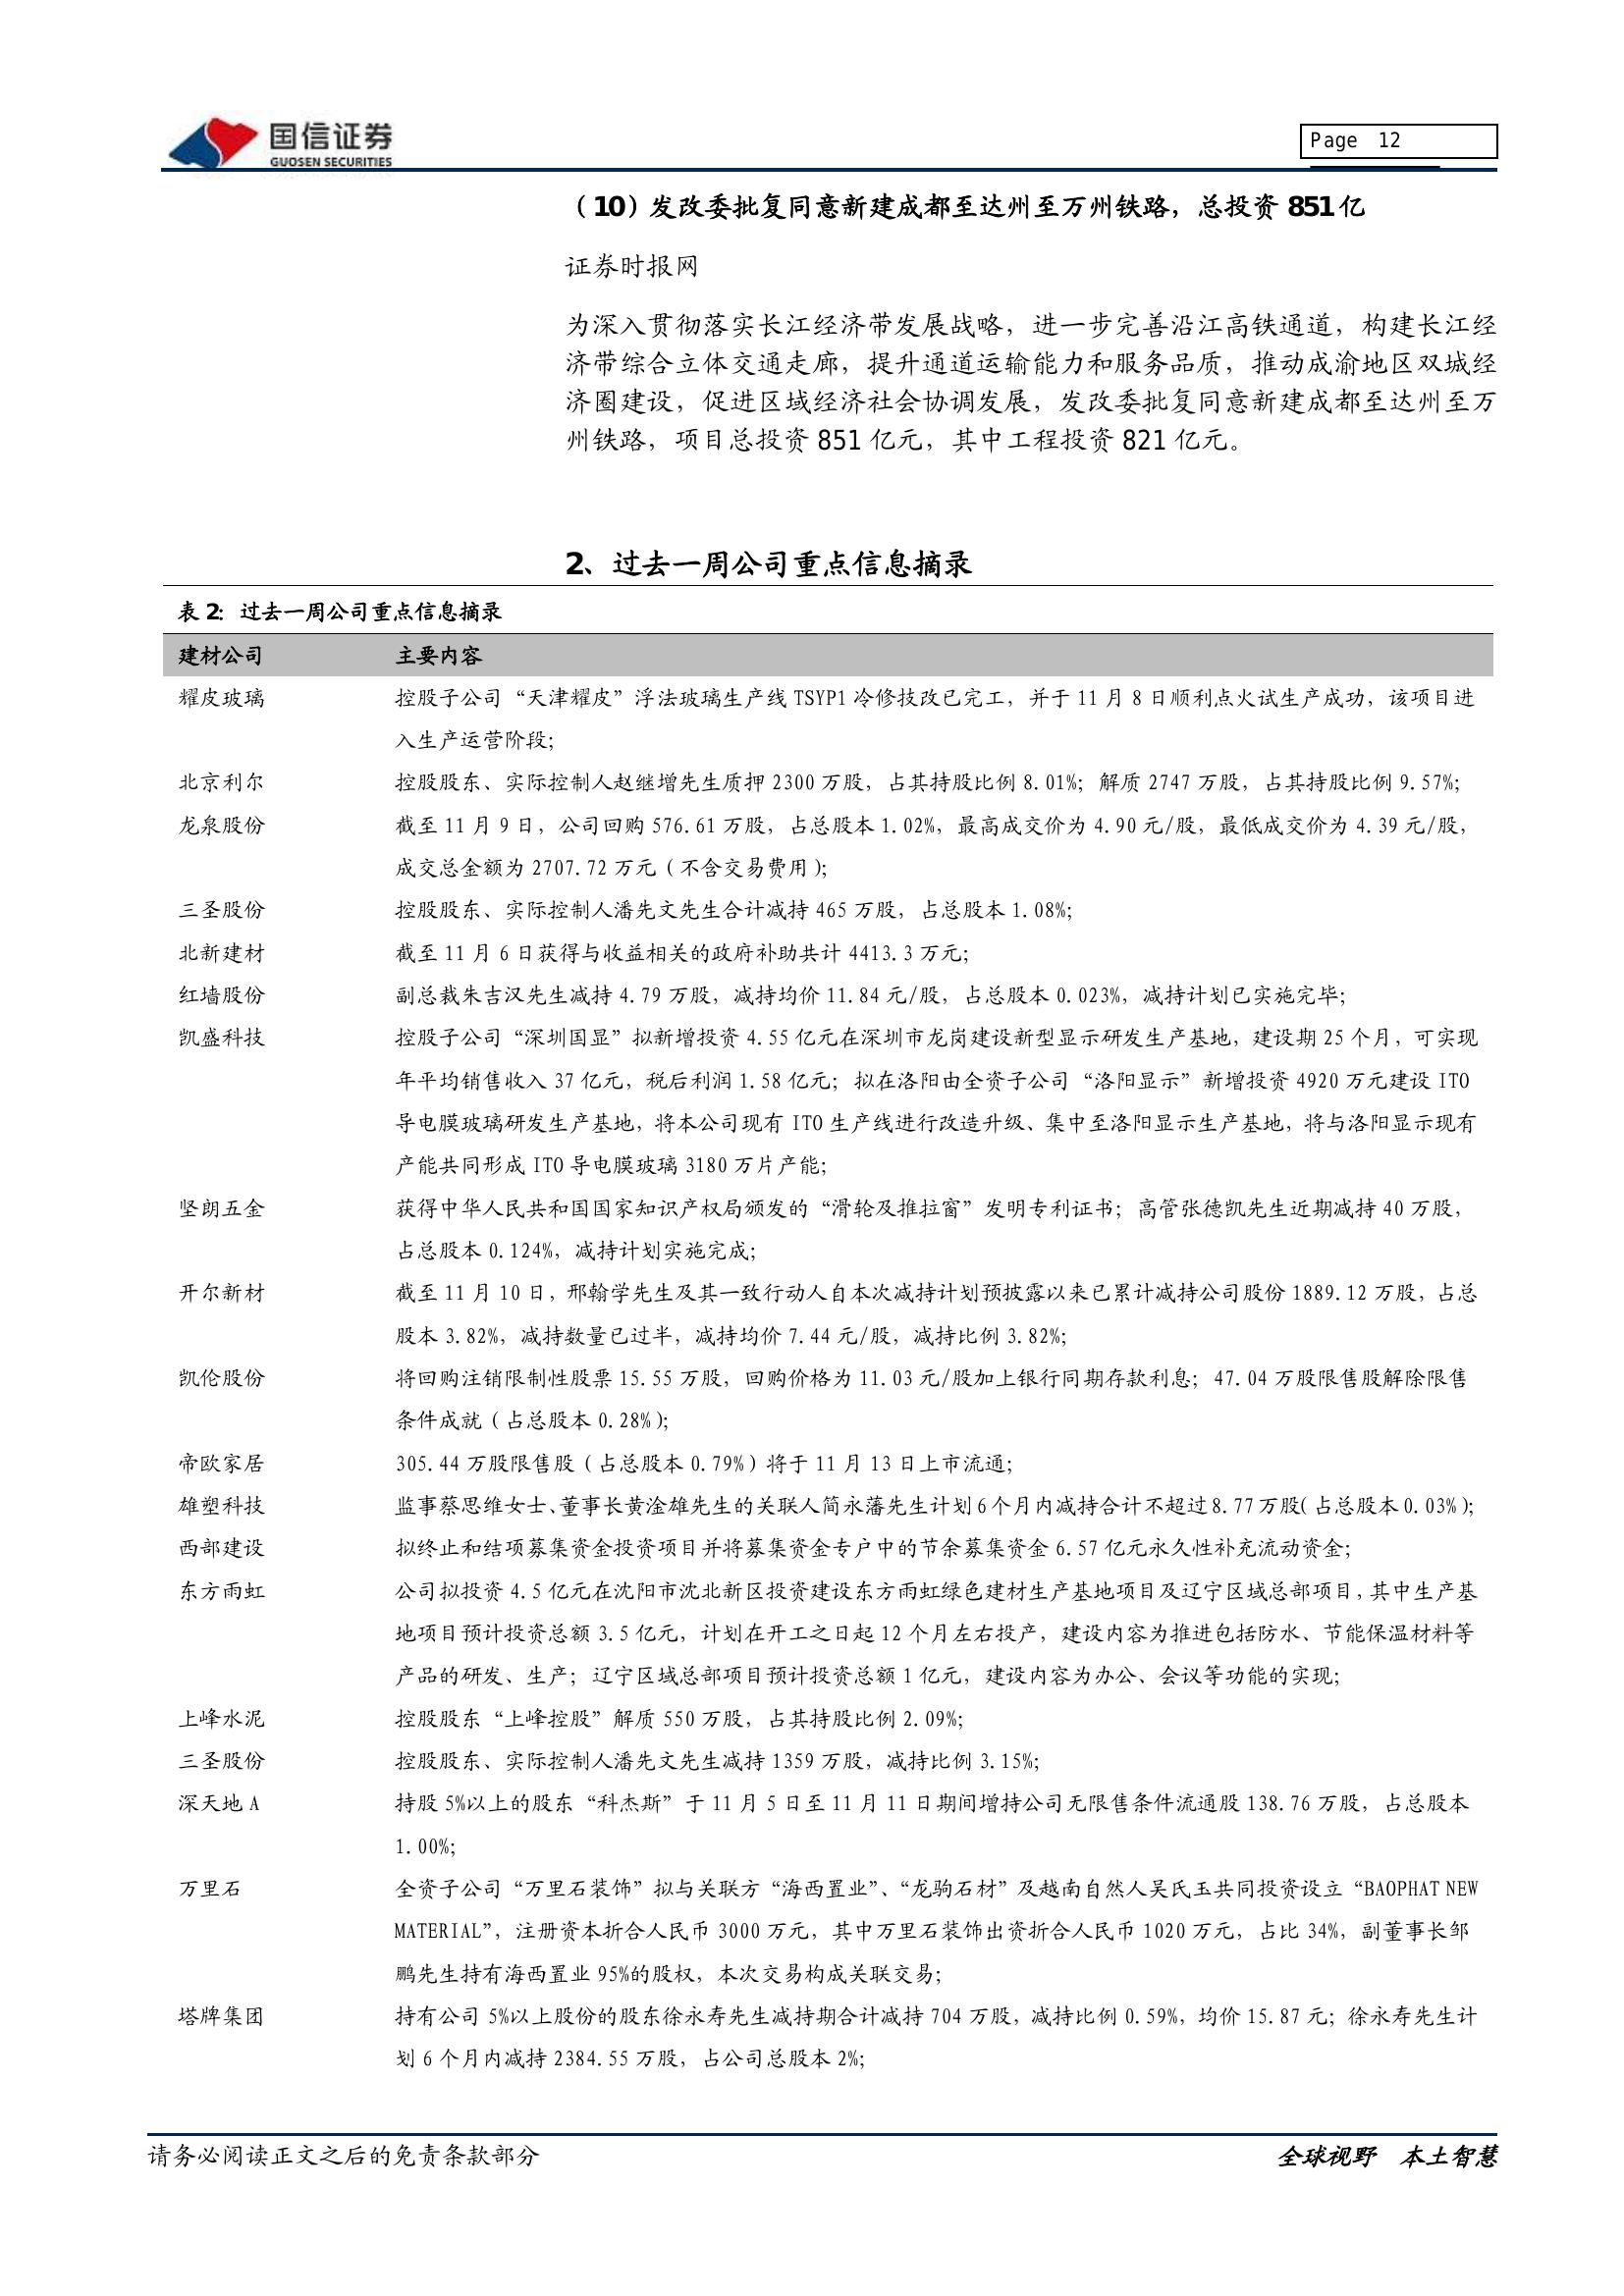 国信证券
GUOSEN SECURITIES
Page 12
（10）发改委批复同意新建成都至达州至万州铁路，总投资 851 亿
证券时报网
为深入贯彻落实长江经济带发展战略，进一步完善沿江高铁通道，构建长江经
济带综合立体交通走廊，提升通道运输能力和服务品质，推动成渝地区双城经
济圈建设，促进区域经济社会协调发展，发改委批复同意新建成都至达州至万
州铁路，项目总投资 851 亿元，其中工程投资 821 亿元。
2、过去一周公司重点信息摘录
表 2：过去一周公司重点信息摘录
建材公司 主要内容
耀皮玻璃 控股子公司“天津耀皮”浮法玻璃生产线 TSYP1 冷修技改已完工，并于 11 月 8 日顺利点火试生产成功，该项目进
入生产运营阶段；
北京利尔 控股股东、实际控制人赵继增先生质押 2300 万股，占其持股比例 8.01%；解质 2747 万股，占其持股比例 9.57%；
龙泉股份 截至 11 月 9 日，公司回购 576.61 万股，占总股本 1.02%，最高成交价为 4.90 元/股，最低成交价为 4.39 元/股，
成交总金额为 2707.72 万元（不含交易费用）；
三圣股份 控股股东、实际控制人潘先文先生合计减持 465 万股，占总股本 1.08%；
北新建材 截至 11 月 6 日获得与收益相关的政府补助共计 4413.3 万元；
红墙股份 副总裁朱吉汉先生减持 4.79 万股，减持均价 11.84 元/股，占总股本 0.023%，减持计划已实施完毕；
凯盛科技 控股子公司“深圳国显”拟新增投资 4.55 亿元在深圳市龙岗建设新型显示研发生产基地，建设期 25 个月，可实现
年平均销售收入 37 亿元，税后利润 1.58 亿元；拟在洛阳由全资子公司“洛阳显示”新增投资 4920 万元建设 ITO
导电膜玻璃研发生产基地，将本公司现有 ITO 生产线进行改造升级、集中至洛阳显示生产基地，将与洛阳显示现有
产能共同形成 ITO 导电膜玻璃 3180 万片产能；
坚朗五金 获得中华人民共和国国家知识产权局颁发的“滑轮及推拉窗”发明专利证书；高管张德凯先生近期减持 40 万股，
占总股本 0.124%，减持计划实施完成；
开尔新材 截至 11 月 10 日，邢翰学先生及其一致行动人自本次减持计划预披露以来已累计减持公司股份 1889.12 万股，占总
股本 3.82%，减持数量已过半，减持均价 7.44 元/股，减持比例 3.82%；
凯伦股份 将回购注销限制性股票 15.55 万股，回购价格为 11.03 元/股加上银行同期存款利息；47.04 万股限售股解除限售
条件成就（占总股本 0.28%）；
帝欧家居 305.44 万股限售股（占总股本 0.79%）将于 11 月 13 日上市流通；
雄塑科技 监事蔡思维女士、董事长黄淦雄先生的关联人简永藩先生计划 6 个月内减持合计不超过 8.77 万股（占总股本 0.03%）；
西部建设 拟终止和结项募集资金投资项目并将募集资金专户中的节余募集资金 6.57 亿元永久性补充流动资金；
东方雨虹 公司拟投资 4.5 亿元在沈阳市沈北新区投资建设东方雨虹绿色建材生产基地项目及辽宁区域总部项目，其中生产基
地项目预计投资总额 3.5 亿元，计划在开工之日起 12 个月左右投产，建设内容为推进包括防水、节能保温材料等
产品的研发、生产；辽宁区域总部项目预计投资总额 1 亿元，建设内容为办公、会议等功能的实现；
上峰水泥 控股股东“上峰控股”解质 550 万股，占其持股比例 2.09%；
三圣股份 控股股东、实际控制人潘先文先生减持 1359 万股，减持比例 3.15%；
深天地 A 持股 5%以上的股东“科杰斯”于 11 月 5 日至 11 月 11 日期间增持公司无限售条件流通股 138.76 万股，占总股本
1.00%；
万里石 全资子公司“万里石装饰”拟与关联方“海西置业”、“龙驹石材”及越南自然人吴氏玉共同投资设立“BAOPHAT NEW
MATERIAL”，注册资本折合人民币 3000 万元，其中万里石装饰出资折合人民币 1020 万元，占比 34%，副董事长邹
鹏先生持有海西置业 95%的股权，本次交易构成关联交易；
塔牌集团 持有公司 5%以上股份的股东徐永寿先生减持期合计减持 704 万股，减持比例 0.59%，均价 15.87 元；徐永寿先生计
划 6 个月内减持 2384.55 万股，占公司总股本 2%；
请务必阅读正文之后的免责条款部分 全球视野 本土智慧